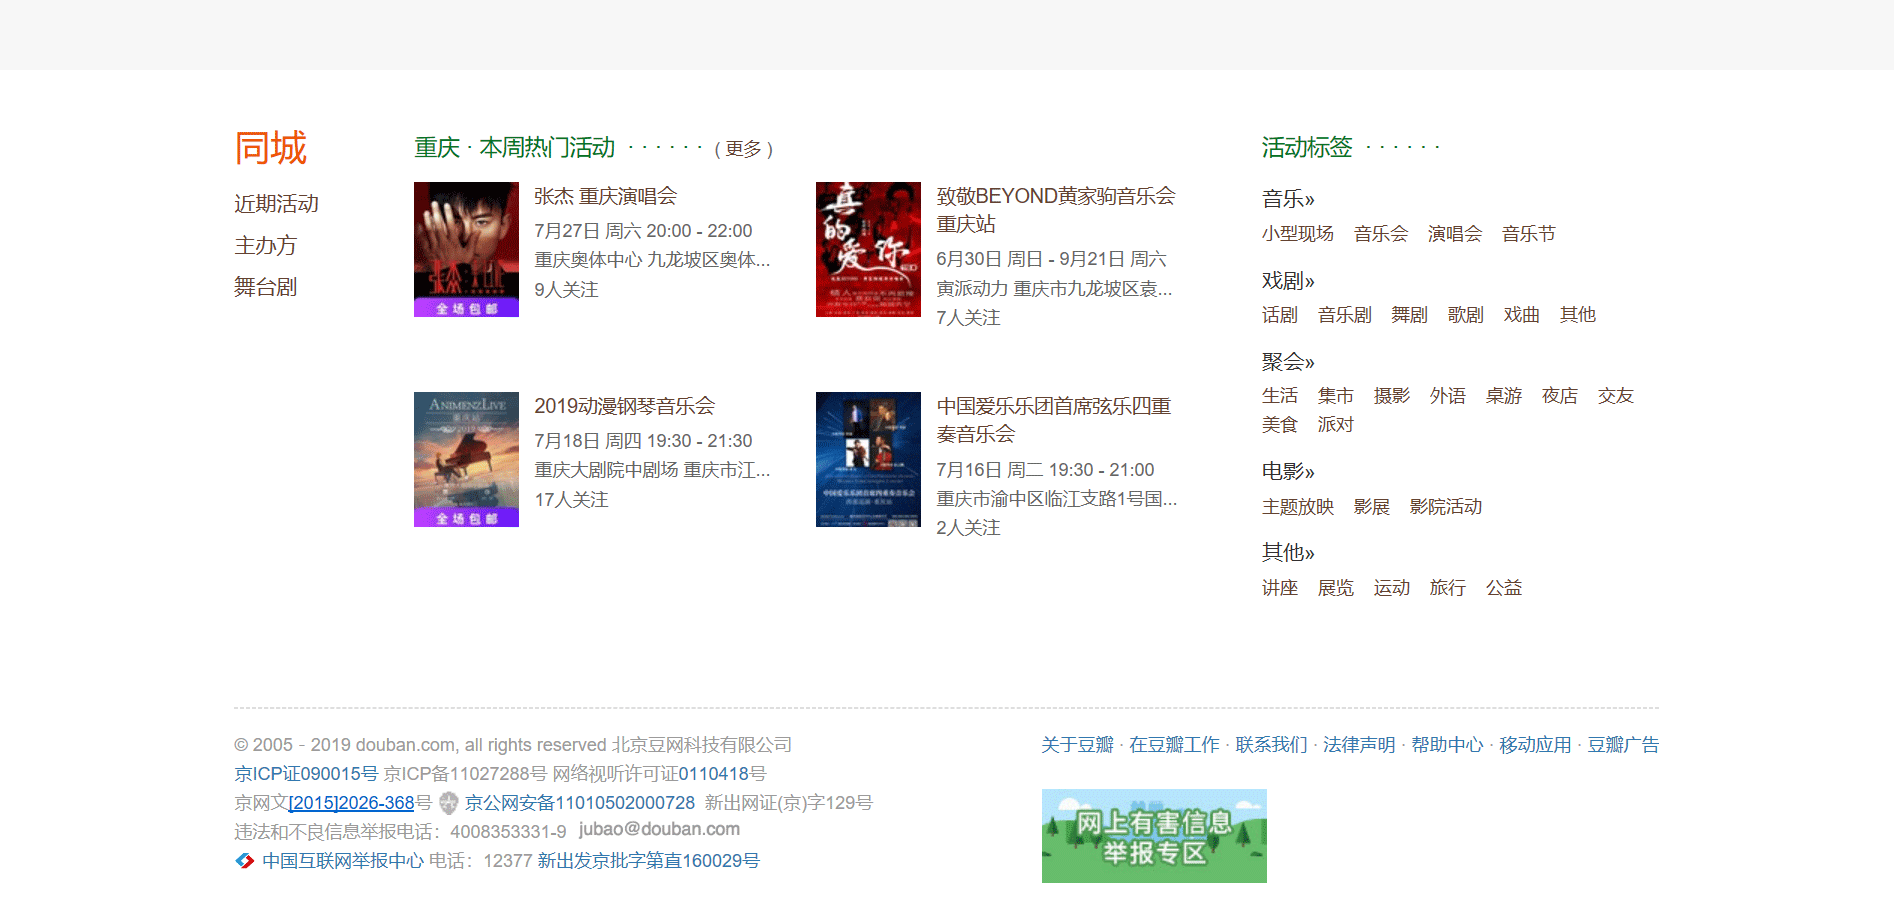 同城
近期活动
主办方
舞台剧
重庆 · 本周热门活动 · · · · · · ( 更多 )
全场包邮
张杰 重庆演唱会
7月27日 周六 20:00 - 22:00
重庆奥体中心 九龙坡区奥体...
9人关注
真的爱你
致敬BEYOND黄家驹音乐会
重庆站
6月30日 周日 - 9月21日 周六
寅派动力 重庆市九龙坡区袁...
7人关注
ANIMENZLIVE
重庆站
2019
全场包邮
2019动漫钢琴音乐会
7月18日 周四 19:30 - 21:30
重庆大剧院中剧场 重庆市江...
17人关注
中国爱乐乐团首席弦乐四重
奏音乐会
7月16日 周二 19:30 - 21:00
重庆市渝中区临江支路1号国...
2人关注
活动标签 · · · · · ·
音乐»
小型现场 音乐会 演唱会 音乐节
戏剧»
话剧 音乐剧 舞剧 歌剧 戏曲 其他
聚会»
生活 集市 摄影 外语 桌游 夜店 交友
美食 派对
电影»
主题放映 影展 影院活动
其他»
讲座 展览 运动 旅行 公益
© 2005 - 2019 douban.com, all rights reserved 北京豆网科技有限公司
京ICP证090015号 京ICP备11027288号 网络视听许可证0110418号
京网文[2015]2026-368号 京公网安备11010502000728 新出网证(京)字129号
违法和不良信息举报电话：4008353331-9 jubao@douban.com
中国互联网举报中心 电话：12377 新出发京批字第直160029号
关于豆瓣 · 在豆瓣工作 · 联系我们 · 法律声明 · 帮助中心 · 移动应用 · 豆瓣广告
网上有害信息
举报专区